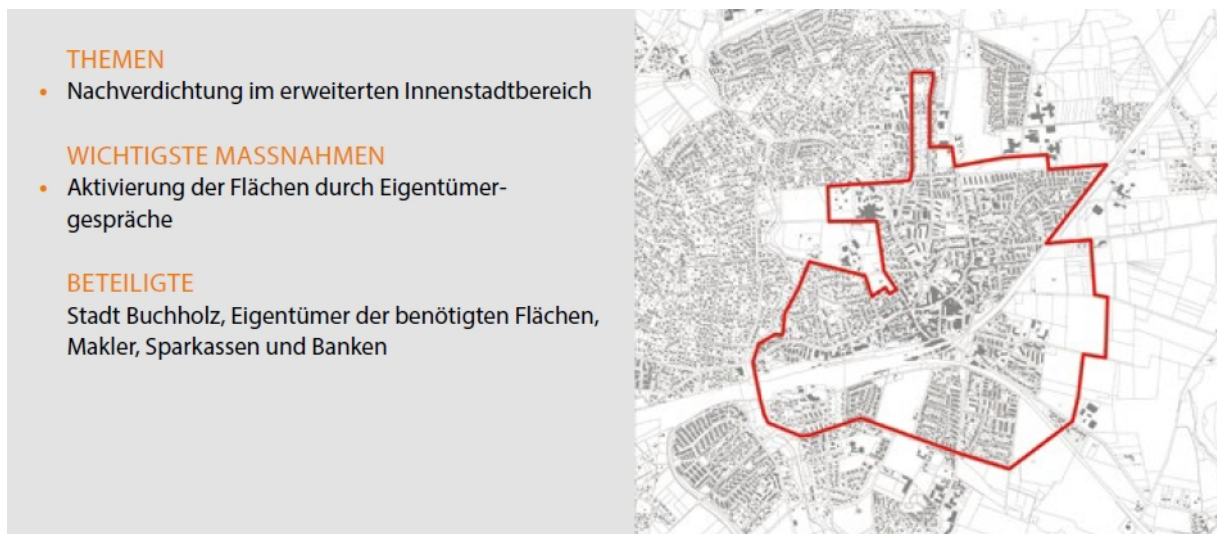 THEMEN
• Nachverdichtung im erweiterten Innenstadtbereich
WICHTIGSTE MASSNAHMEN
• Aktivierung der Flächen durch Eigentümer-
gespräche
BETEILIGTE
Stadt Buchholz, Eigentümer der benötigten Flächen,
Makler, Sparkassen und Banken